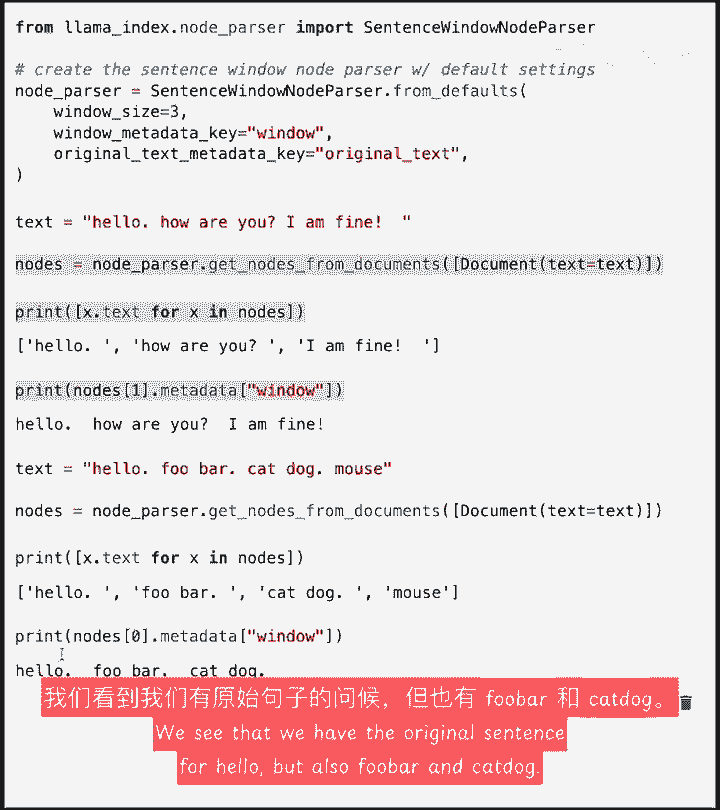 from llama_index.node_parser import SentenceWindowNodeParser
# create the sentence window node parser w/ default settings
node_parser = SentenceWindowNodeParser.from_defaults(
    window_size=3,
    window_metadata_key="window",
    original_text_metadata_key="original_text",
)
text = "hello. how are you? I am fine!  "
nodes = node_parser.get_nodes_from_documents([Document(text=text)])
print([x.text for x in nodes])
['hello. ', 'how are you? ', 'I am fine!  ']
print(nodes[1].metadata["window"])
hello.  how are you?  I am fine!
text = "hello. foo bar. cat dog. mouse"
nodes = node_parser.get_nodes_from_documents([Document(text=text)])
print([x.text for x in nodes])
['hello. ', 'foo bar. ', 'cat dog. ', 'mouse']
print(nodes[0].metadata["window"])
hello.  foo bar.  cat dog.
我们看到我们有原始句子的问候，但也有 foobar 和 catdog。
We see that we have the original sentence
for hello, but also foobar and catdog.